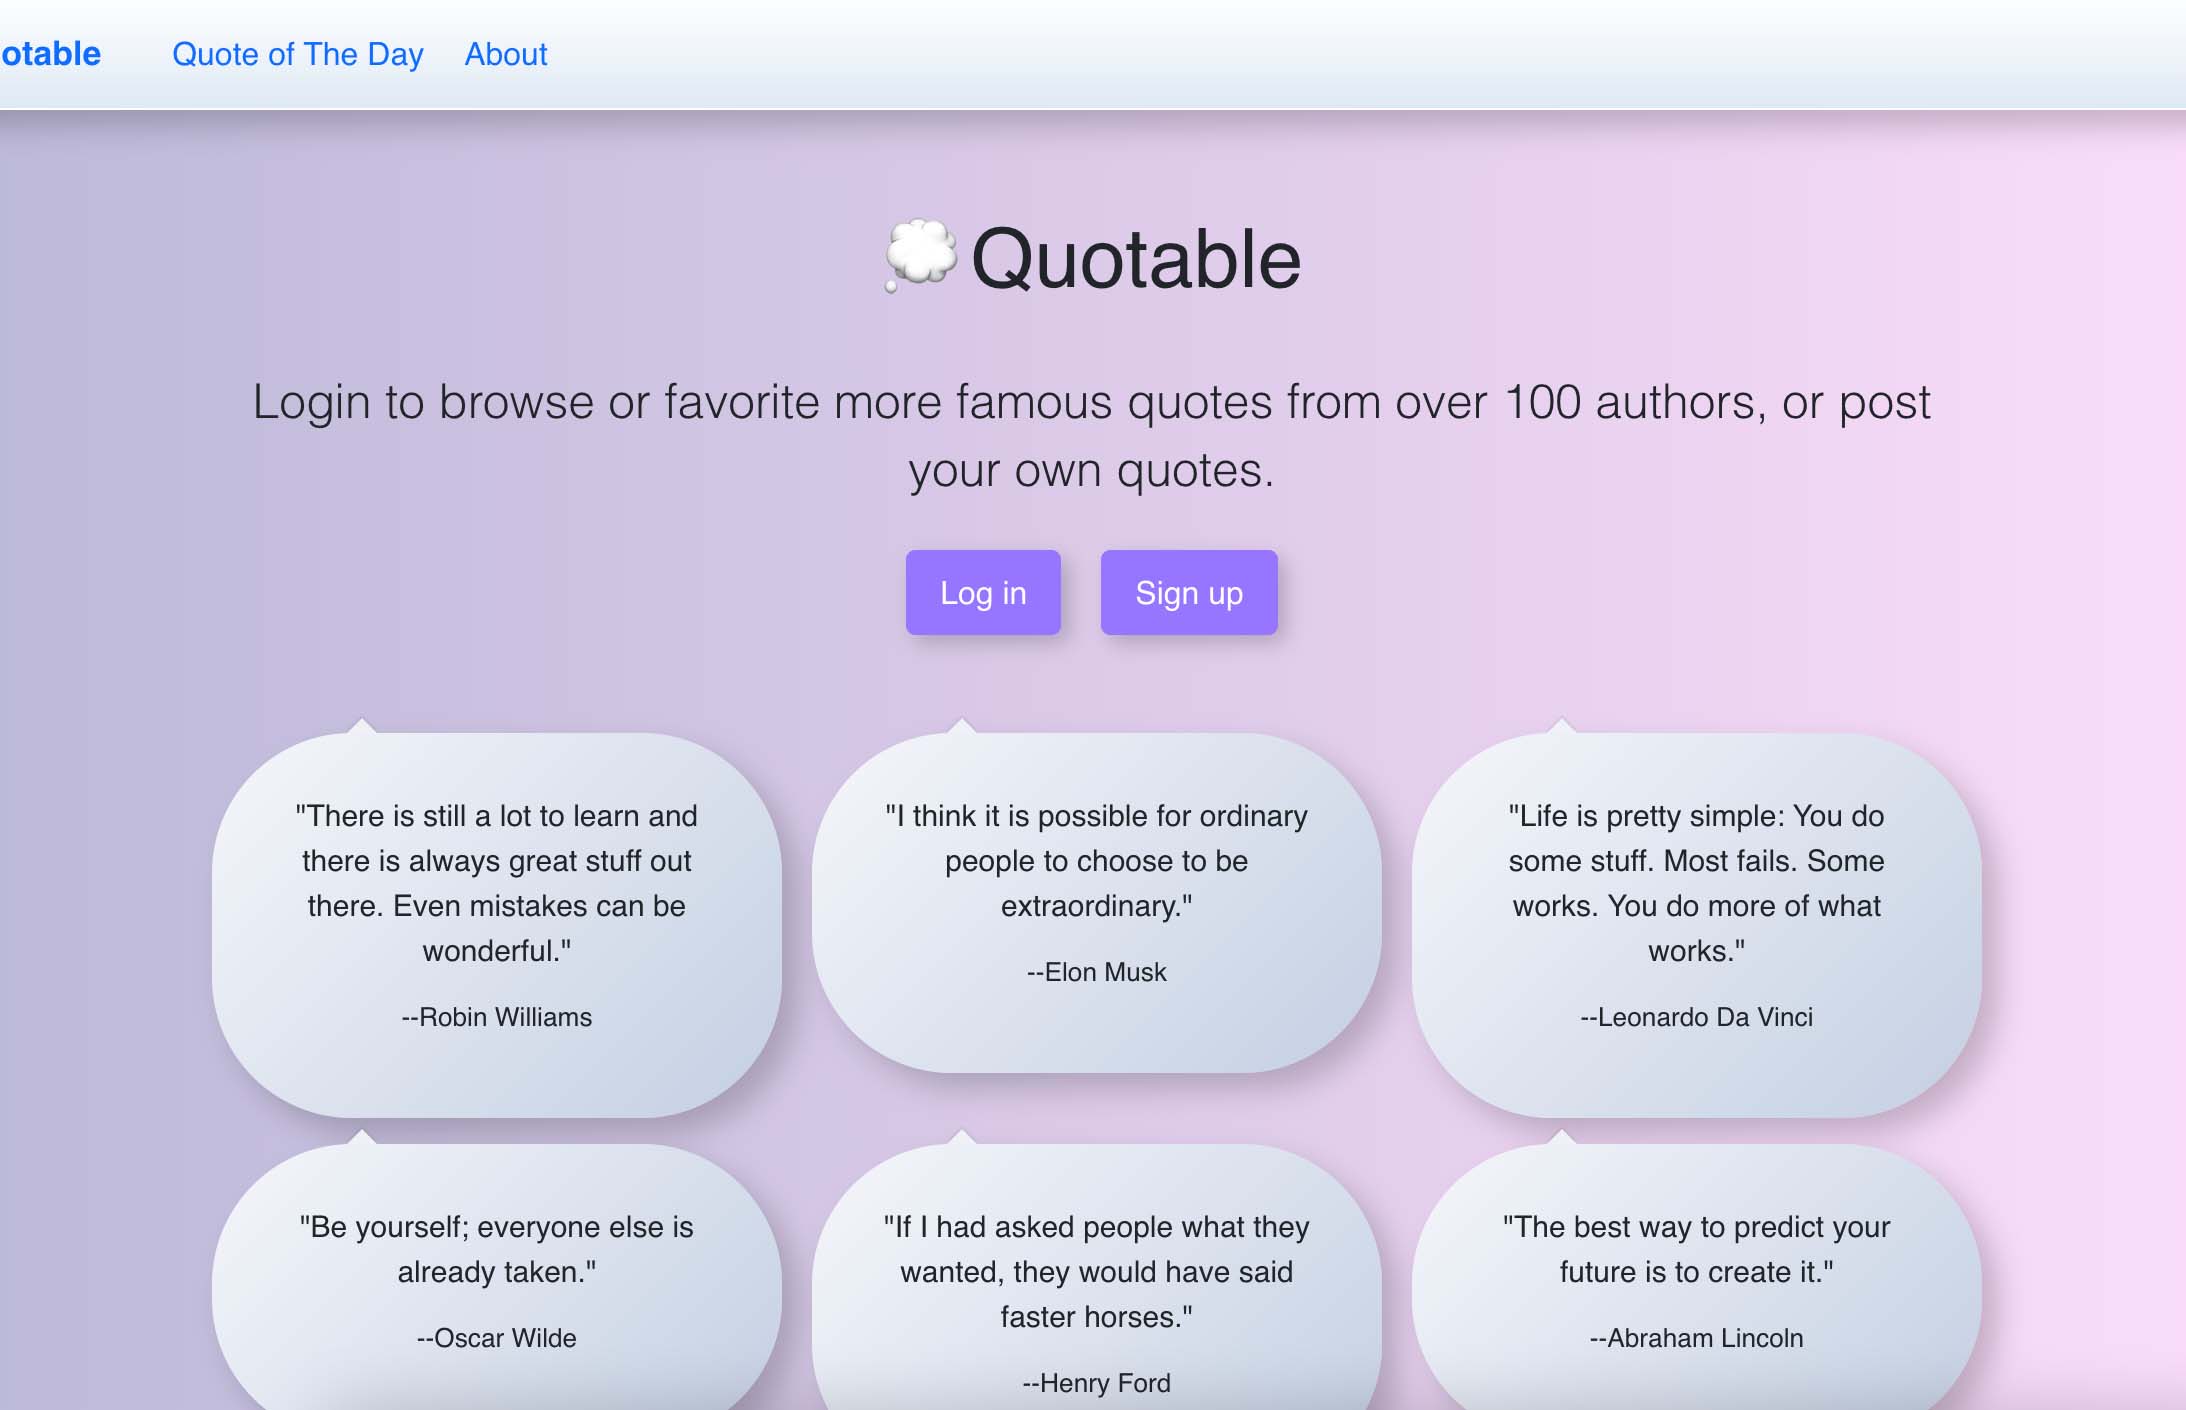 otable Quote of The Day About
Quotable
Login to browse or favorite more famous quotes from over 100 authors, or post
your own quotes.
Log in Sign up
"There is still a lot to learn and
there is always great stuff out
there. Even mistakes can be
wonderful."
--Robin Williams
"I think it is possible for ordinary
people to choose to be
extraordinary."
--Elon Musk
"Life is pretty simple: You do
some stuff. Most fails. Some
works. You do more of what
works."
--Leonardo Da Vinci
"Be yourself; everyone else is
already taken."
--Oscar Wilde
"If I had asked people what they
wanted, they would have said
faster horses."
--Henry Ford
"The best way to predict your
future is to create it."
--Abraham Lincoln